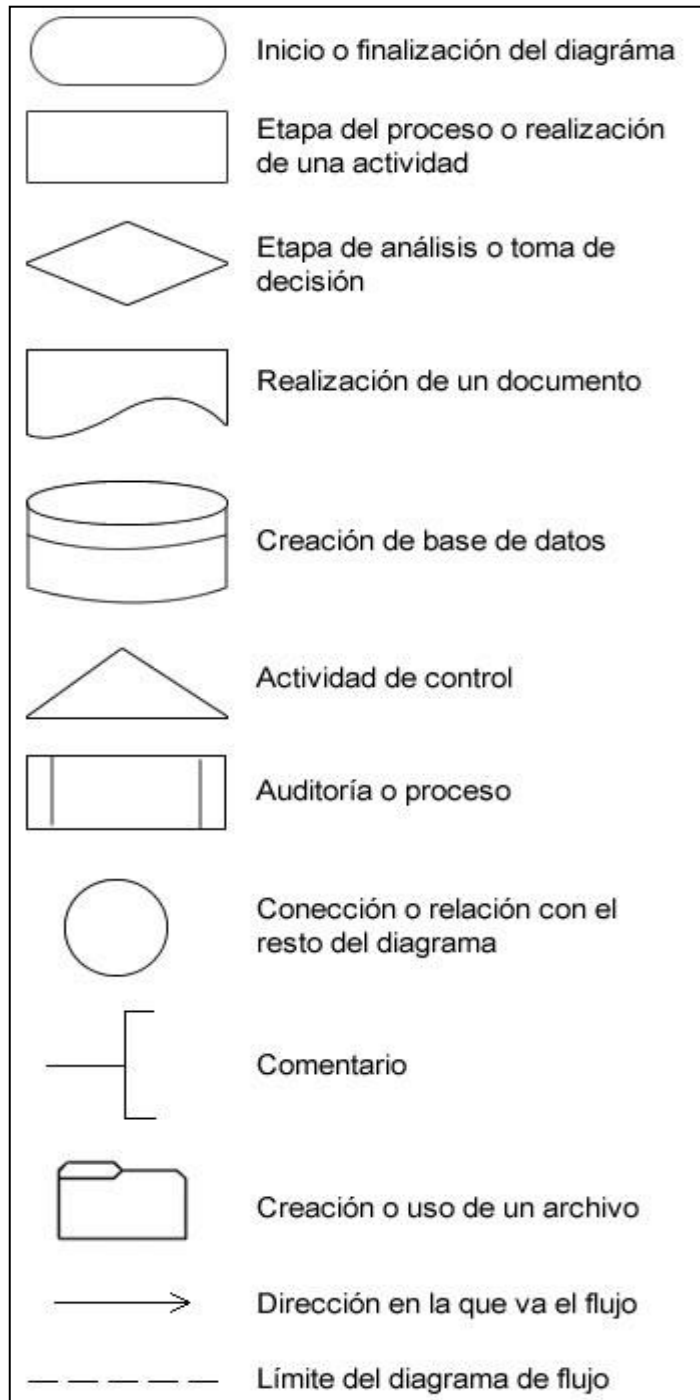 Inicio o finalización del diagráma
Etapa del proceso o realización
de una actividad
Etapa de análisis o toma de
decisión
Realización de un documento
Creación de base de datos
Actividad de control
Auditoría o proceso
Conección o relación con el
resto del diagrama
Comentario
Creación o uso de un archivo
Dirección en la que va el flujo
Límite del diagrama de flujo